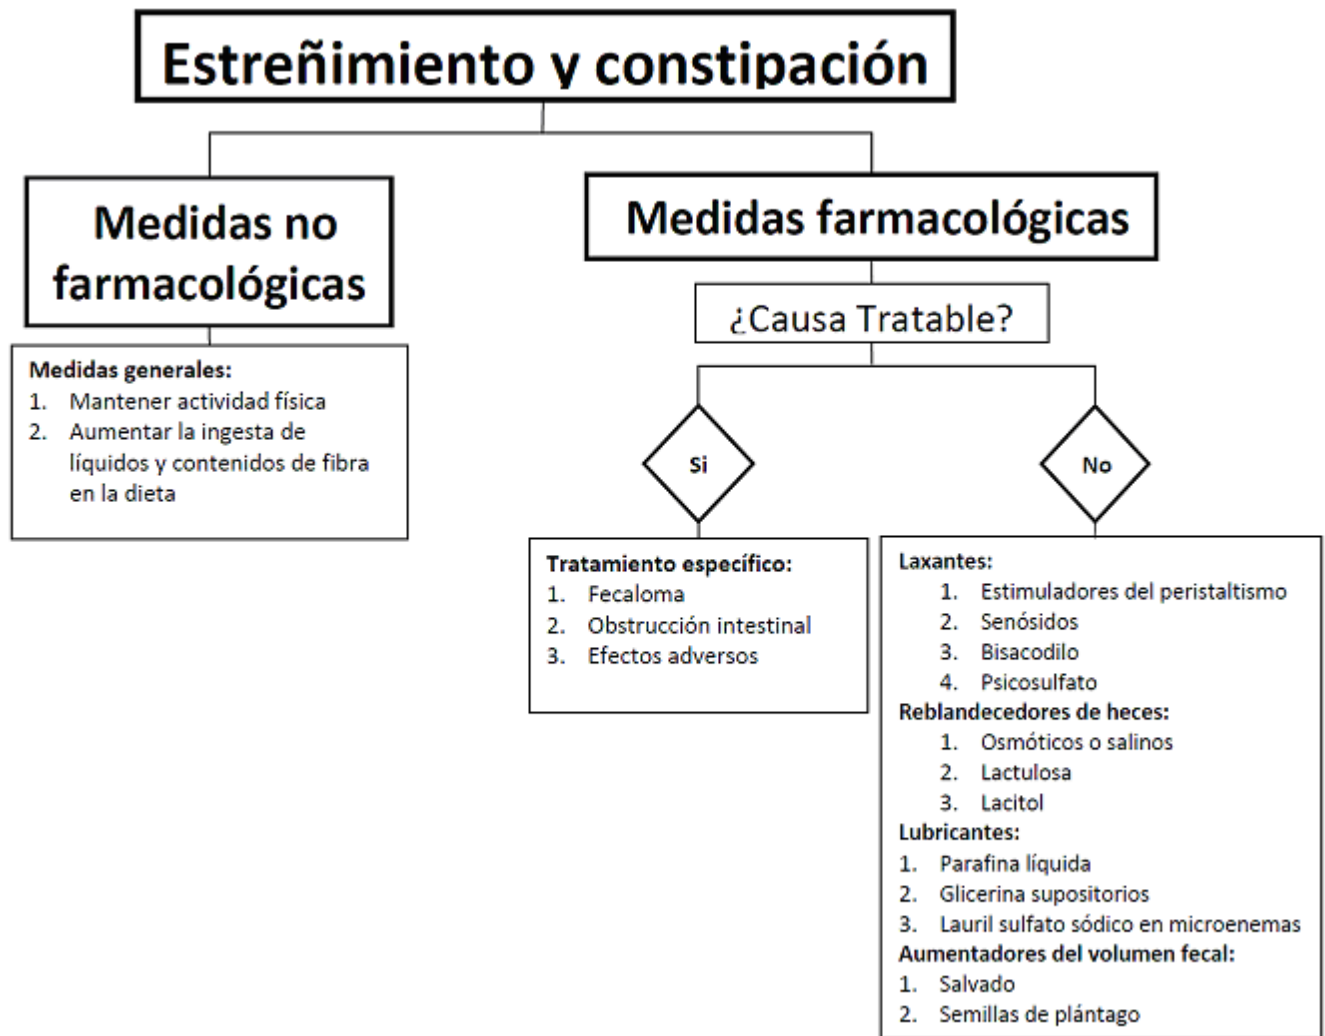 Estreñimiento y constipación
Medidas no
farmacológicas
Medidas farmacológicas
¿Causa Tratable?
Medidas generales:
1. Mantener actividad física
2. Aumentar la ingesta de
líquidos y contenidos de fibra
en la dieta
Si
No
Tratamiento específico:
1. Fecaloma
2. Obstrucción intestinal
3. Efectos adversos
Laxantes:
1. Estimuladores del peristaltismo
2. Senósidos
3. Bisacodilo
4. Psicosulfato
Reblandecedores de heces:
1. Osmóticos o salinos
2. Lactulosa
3. Lacitol
Lubricantes:
1. Parafina líquida
2. Glicerina supositorios
3. Lauril sulfato sódico en microenemas
Aumentadores del volumen fecal:
1. Salvado
2. Semillas de plántago